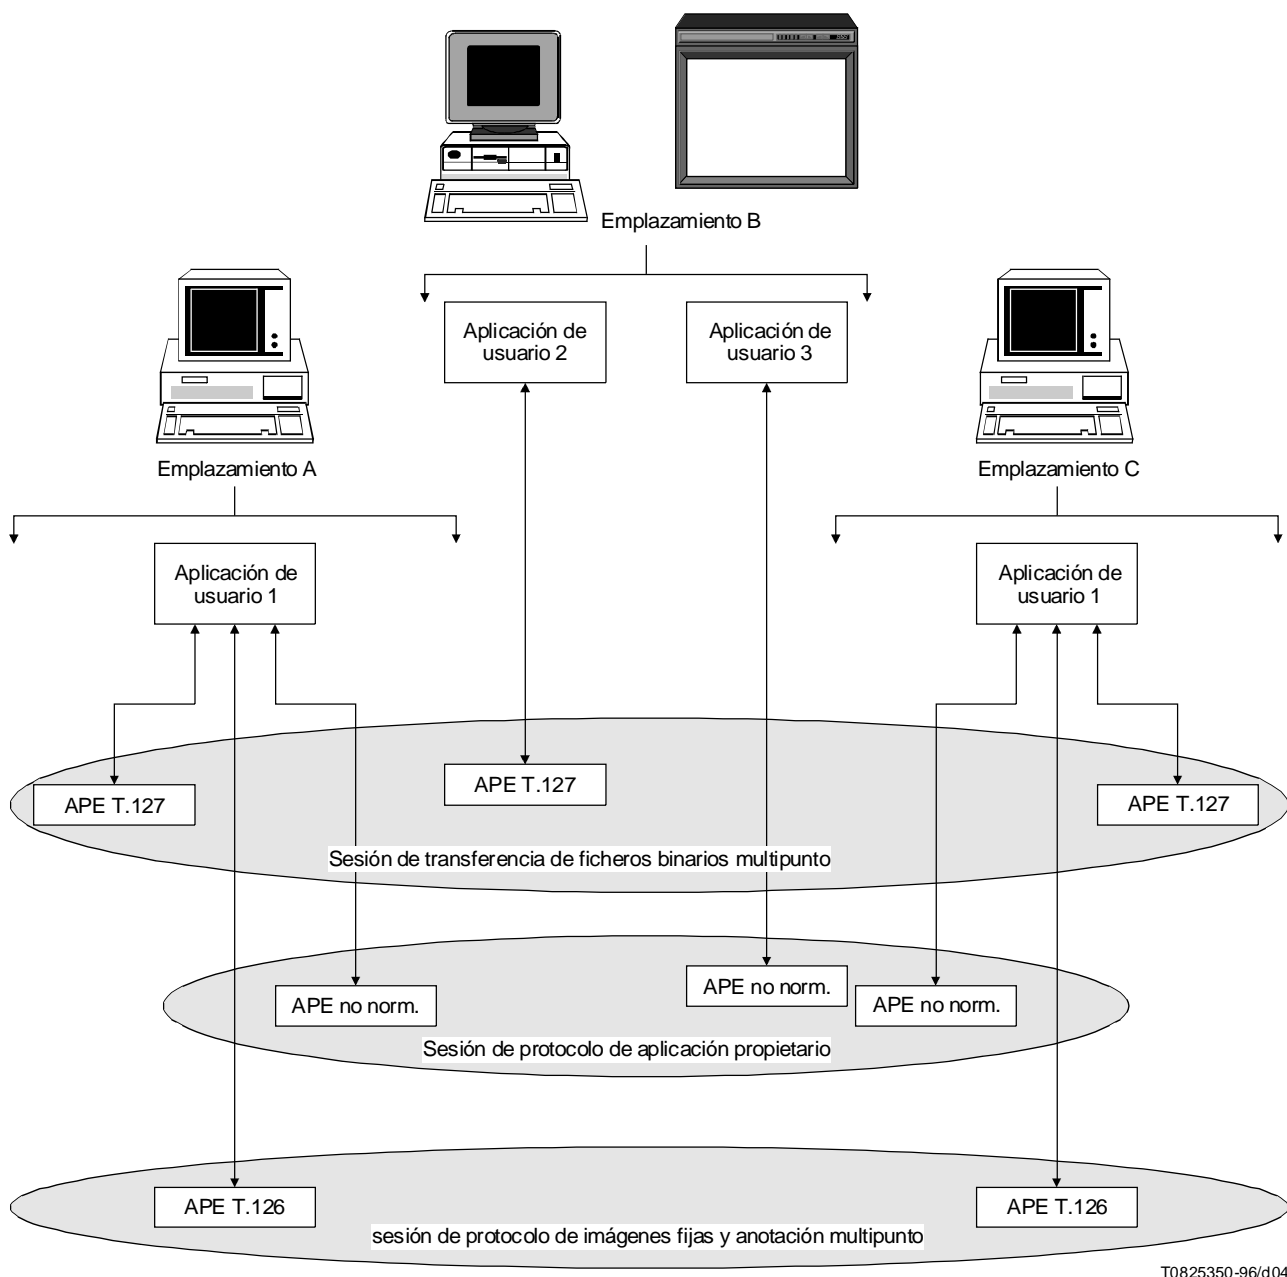 Emplazamiento B
Aplicación de
usuario 2
Aplicación de
usuario 3
Emplazamiento A
Emplazamiento C
Aplicación de
usuario 1
Aplicación de
usuario 1
APE T.127
APE T.127
APE T.127
Sesión de transferencia de ficheros binarios multipunto
APE no norm.
APE no norm.
APE no norm.
Sesión de protocolo de aplicación propietario
APE T.126
APE T.126
sesión de protocolo de imágenes fijas y anotación multipunto
T0825350-96/d04